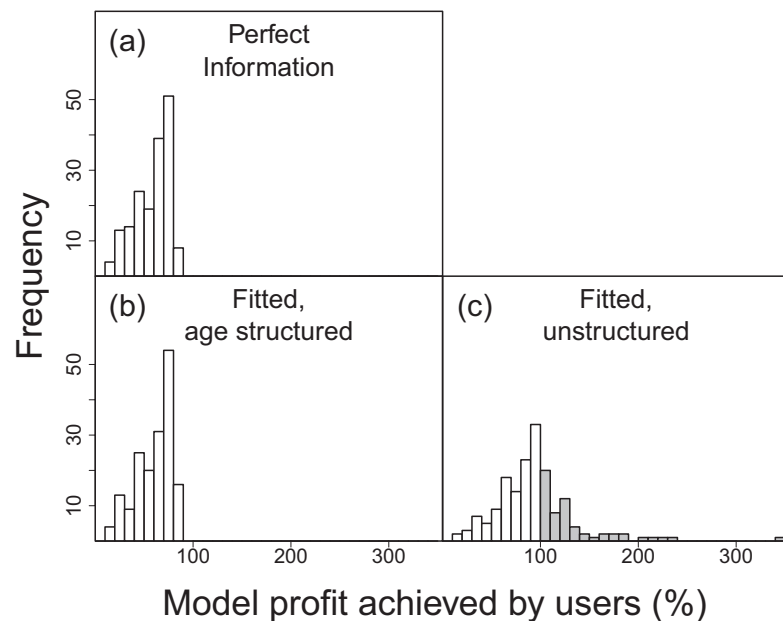 (a)
Perfect
Information
50
30
10
Frequency
(b)
Fitted,
age structured
50
30
10
100
200
300
(c)
Fitted,
unstructured
100
200
300
Model profit achieved by users (%)